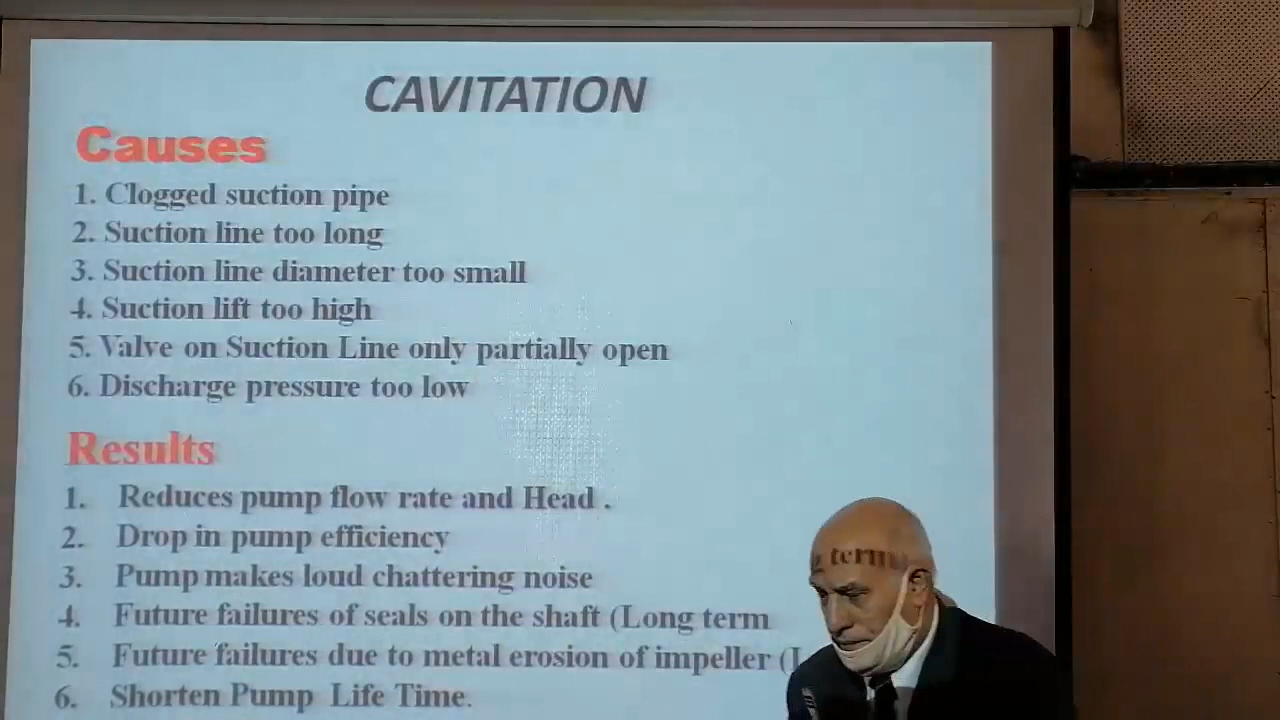 CAVITATION
Causes
1. Clogged suction pipe
2. Suction line too long
3. Suction line diameter too small
4. Suction lift too high
5. Valve on Suction Line only partially open
6. Discharge pressure too low
Results
1. Reduces pump flow rate and Head .
2. Drop in pump efficiency
3. Pump makes loud chattering noise
4. Future failures of seals on the shaft (Long term
5. Future failures due to metal erosion of impeller (L
term
6. Shorten Pump Life Time.